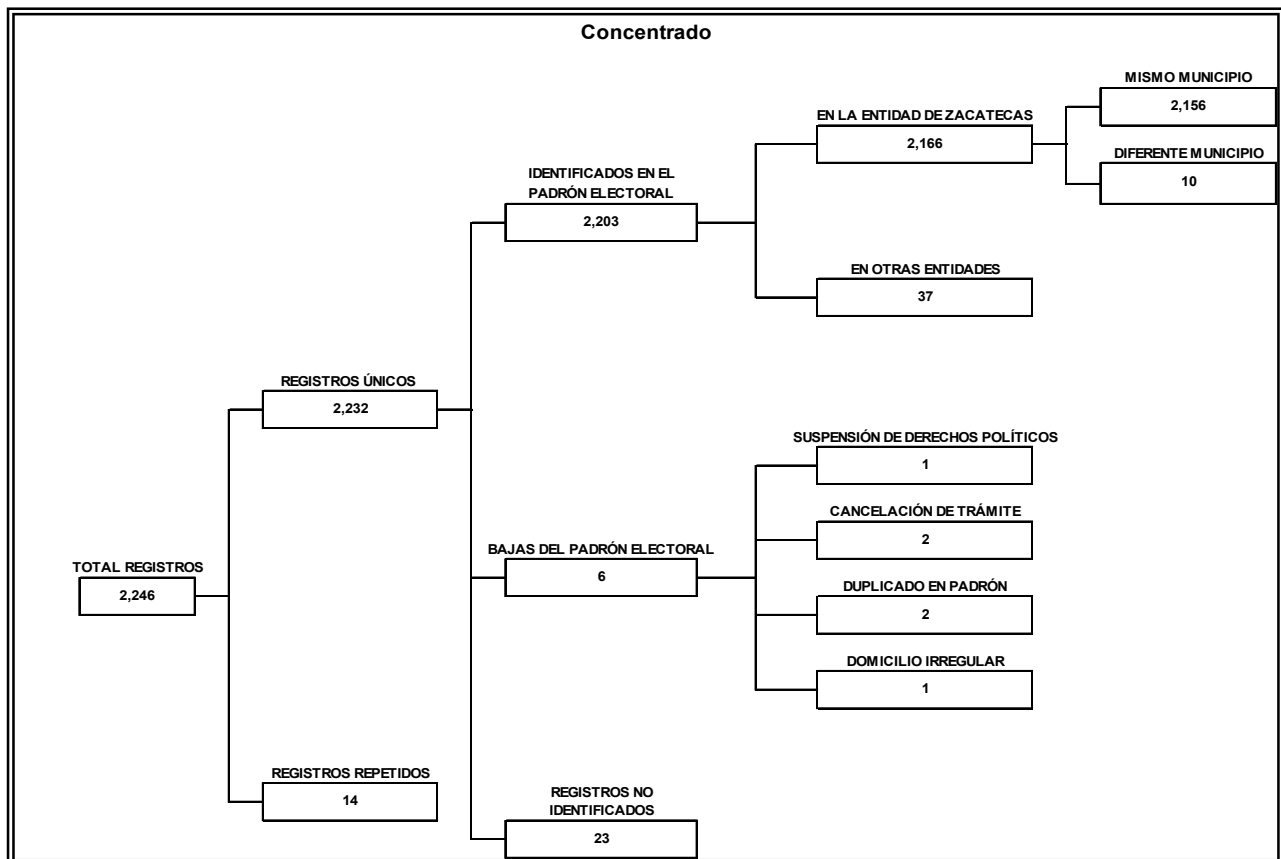 Concentrado
MISMO MUNICIPIO
2,156
EN LA ENTIDAD DE ZACATECAS
2,166
DIFERENTE MUNICIPIO
10
IDENTIFICADOS EN EL
PADRÓN ELECTORAL
2,203
EN OTRAS ENTIDADES
37
REGISTROS ÚNICOS
2,232
SUSPENSIÓN DE DERECHOS POLÍTICOS
1
CANCELACIÓN DE TRÁMITE
2
BAJAS DEL PADRÓN ELECTORAL
6
TOTAL REGISTROS
2,246
DUPLICADO EN PADRÓN
2
DOMICILIO IRREGULAR
1
REGISTROS REPETIDOS
14
REGISTROS NO
IDENTIFICADOS
23